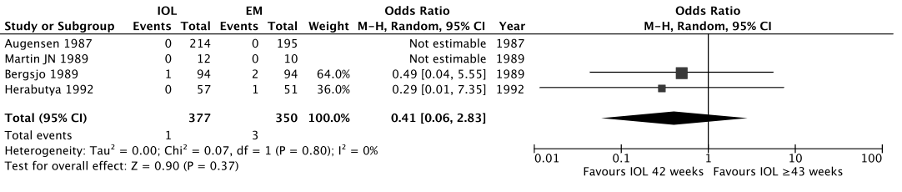 IOL EM Odds Ratio Odds Ratio
Study or Subgroup Events Total Events Total Weight M-H, Random, 95% CI Year M-H, Random, 95% CI
Augensen 1987 0 214 0 195 Not estimable 1987
Martin JN 1989 0 12 0 10 Not estimable 1989
Bergsjo 1989 1 94 2 94 64.0% 0.49 [0.04, 5.55] 1989
Herabutya 1992 0 57 1 51 36.0% 0.29 [0.01, 7.35] 1992
Total (95% CI) 377 350 100.0% 0.41 [0.06, 2.83]
Total events 1 3
Heterogeneity: Tau² = 0.00; Chi² = 0.07, df = 1 (P = 0.80); I² = 0%
Test for overall effect: Z = 0.90 (P = 0.37)
0.01 0.1 1 10 100
Favours IOL 42 weeks Favours IOL ≥43 weeks